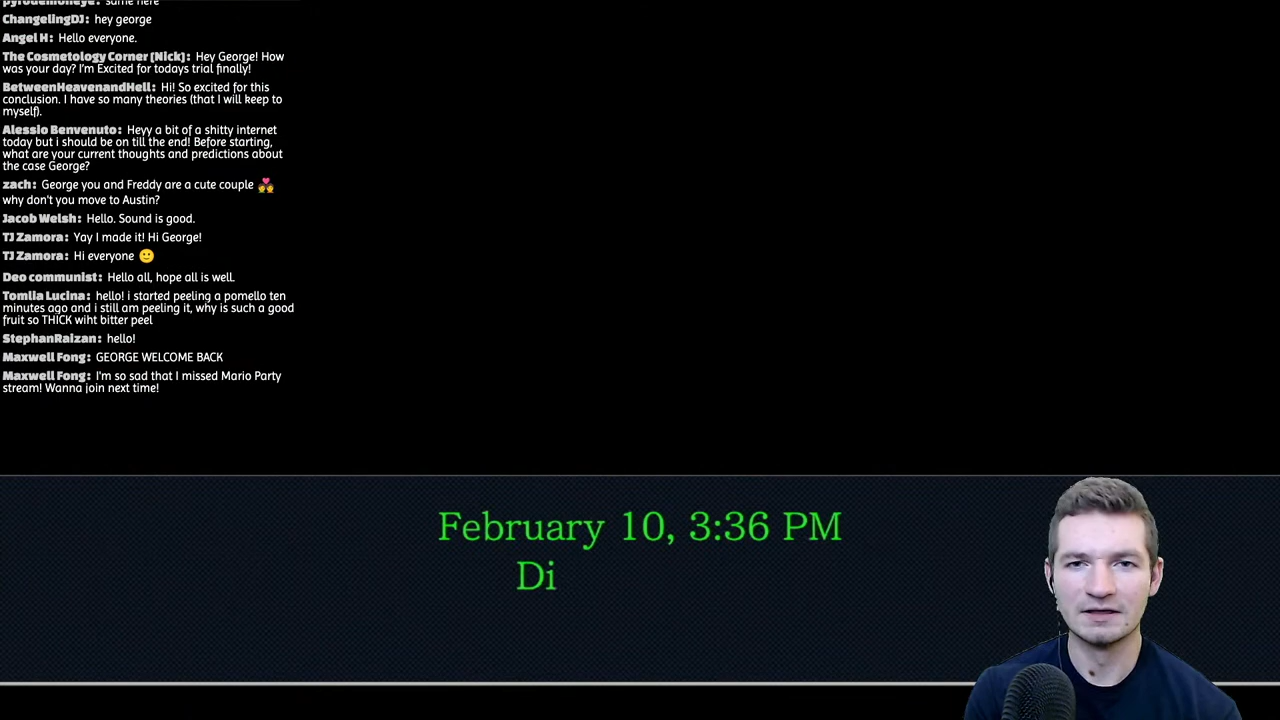 pyrodemoneye: same here
ChangelingDJ: hey george
Angel H: Hello everyone.
The Cosmetology Corner (Nick): Hey George! How
was your day? I'm Excited for todays trial finally!
BetweenHeavenandHell: Hi! So excited for this
conclusion. I have so many theories (that I will keep to
myself).
Alessio Benvenuto: Heyy a bit of a shitty internet
today but i should be on till the end! Before starting,
what are your current thoughts and predictions about
the case George?
zach: George you and Freddy are a cute couple 💑
why don't you move to Austin?
Jacob Welsh: Hello. Sound is good.
TJ Zamora: Yay I made it! Hi George!
TJ Zamora: Hi everyone 🙂
Deo communist: Hello all, hope all is well.
Tomlia Lucina: hello! i started peeling a pomello ten
minutes ago and i still am peeling it, why is such a good
fruit so THICK wiht bitter peel
StephanRaizan: hello!
Maxwell Fong: GEORGE WELCOME BACK
Maxwell Fong: I'm so sad that I missed Mario Party
stream! Wanna join next time!
February 10, 3:36 PM
Di